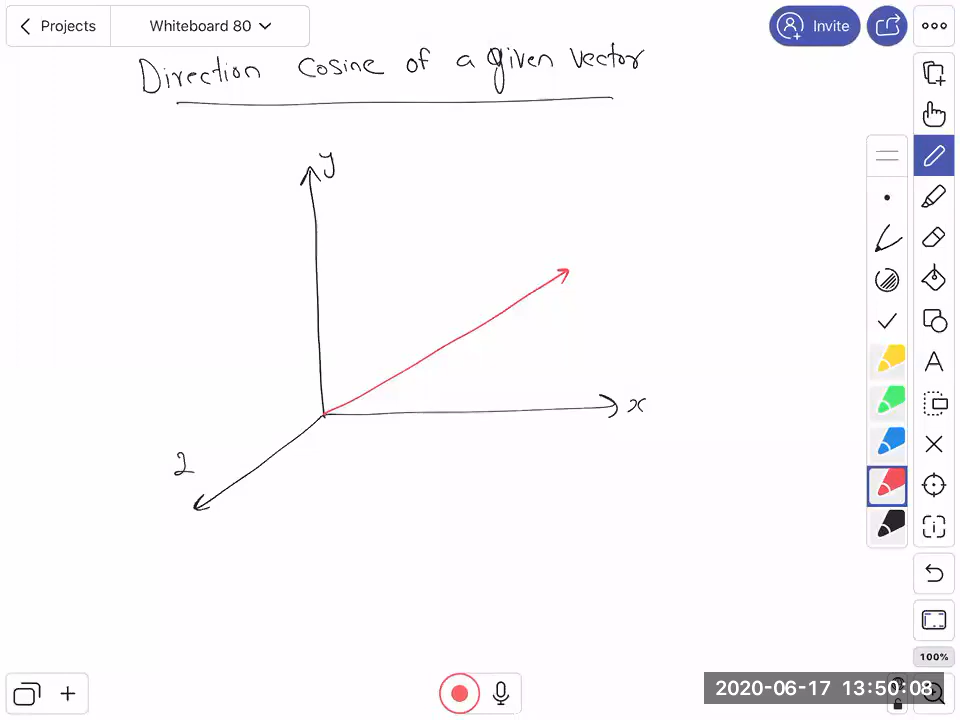 Projects
Whiteboard 80
Invite
Direction Cosine of a given Vector
y
x
z
100%
2020-06-17 13:50:08